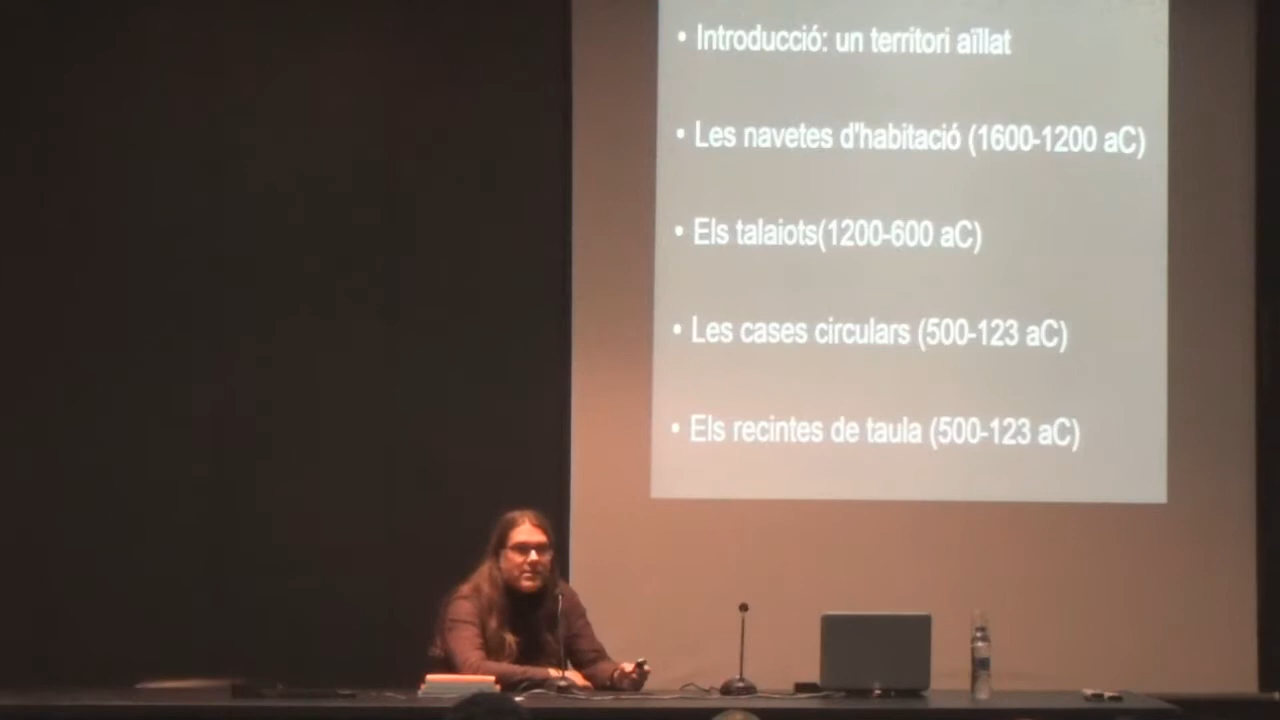 • Introducció: un territori aïllat
• Les navetes d'habitació (1600-1200 aC)
• Els talaiots(1200-600 aC)
• Les cases circulars (500-123 aC)
• Els recintes de taula (500-123 aC)